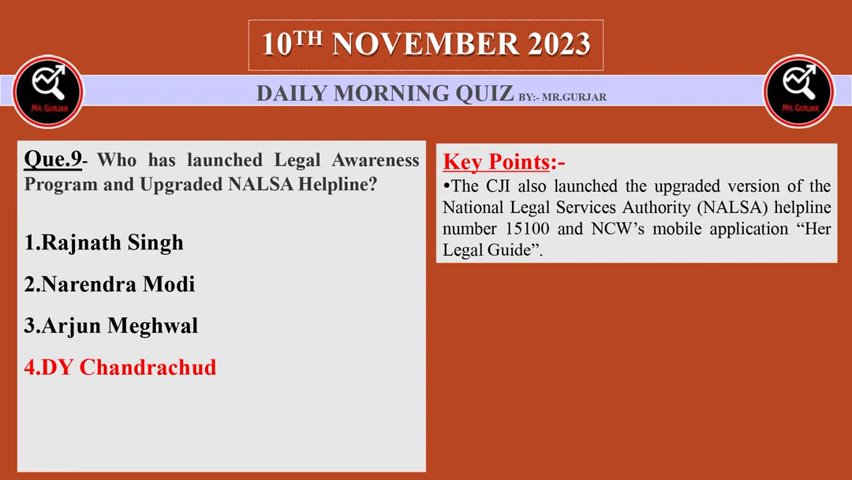 10TH NOVEMBER 2023
DAILY MORNING QUIZ BY:- MR.GURJAR
MR. GURJAR
MR. GURJAR
Que.9- Who has launched Legal Awareness
Program and Upgraded NALSA Helpline?
1.Rajnath Singh
2.Narendra Modi
3.Arjun Meghwal
4.DY Chandrachud
Key Points:-
•The CJI also launched the upgraded version of the
National Legal Services Authority (NALSA) helpline
number 15100 and NCW’s mobile application “Her
Legal Guide”.